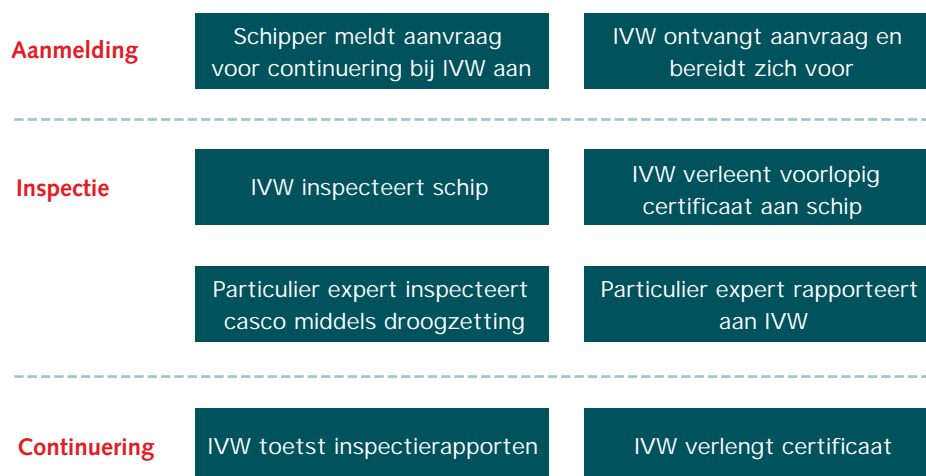 Aanmelding
Schipper meldt aanvraag
voor continuering bij IVW aan
IVW ontvangt aanvraag en
bereidt zich voor
Inspectie
IVW inspecteert schip
IVW verleent voorlopig
certificaat aan schip
Particulier expert inspecteert
casco middels droogzetting
Particulier expert rapporteert
aan IVW
Continuering
IVW toetst inspectierapporten
IVW verlengt certificaat